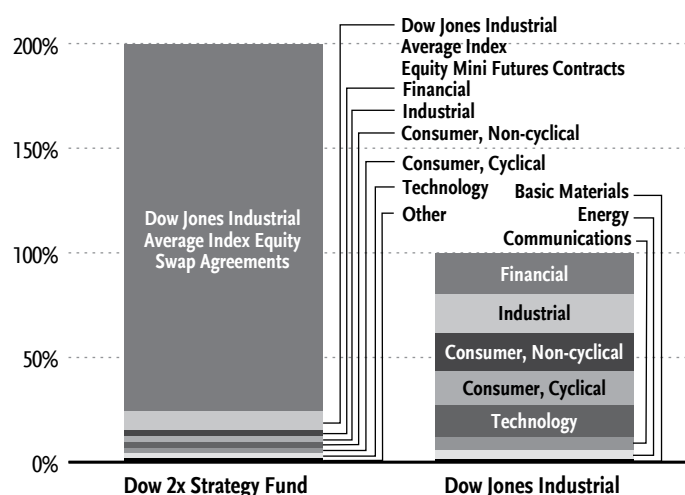 200%
150%
100%
50%
0%
Dow Jones Industrial
Average Index Equity
Swap Agreements
Dow Jones Industrial
Average Index
Equity Mini Futures Contracts
Financial
Industrial
Consumer, Non-cyclical
Consumer, Cyclical
Technology
Other
Basic Materials
Energy
Communications
Financial
Industrial
Consumer, Non-cyclical
Consumer, Cyclical
Technology
Dow 2x Strategy Fund
Dow Jones Industrial